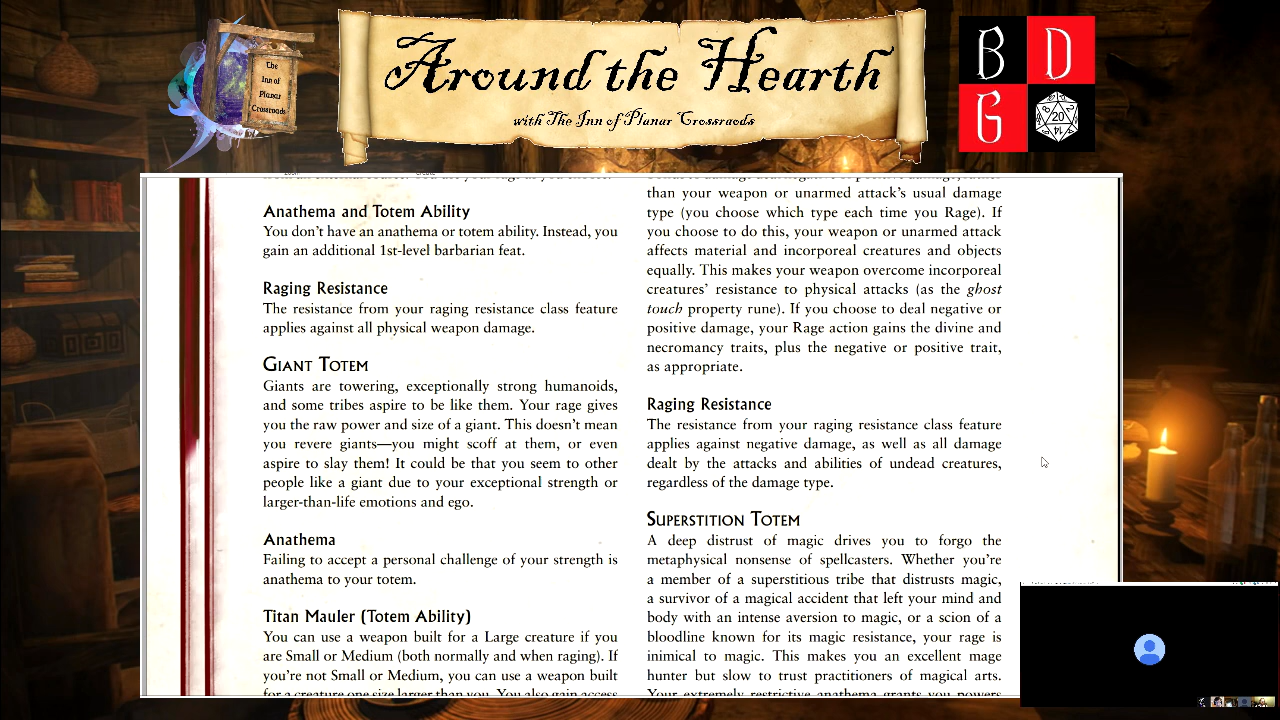 The
Inn of
Planar
Crossroads
Around the Hearth
with The Inn of Planar Crossroads
B D
G 20
Anathema and Totem Ability
You don't have an anathema or totem ability. Instead, you
gain an additional 1st-level barbarian feat.
Raging Resistance
The resistance from your raging resistance class feature
applies against all physical weapon damage.
Giant Totem
Giants are towering, exceptionally strong humanoids,
and some tribes aspire to be like them. Your rage gives
you the raw power and size of a giant. This doesn't mean
you revere giants—you might scoff at them, or even
aspire to slay them! It could be that you seem to other
people like a giant due to your exceptional strength or
larger-than-life emotions and ego.
Anathema
Failing to accept a personal challenge of your strength is
anathema to your totem.
Titan Mauler (Totem Ability)
You can use a weapon built for a Large creature if you
are Small or Medium (both normally and when raging). If
you're not Small or Medium, you can use a weapon built
for a creature one size larger than you. You also gain access
than your weapon or unarmed attack's usual damage
type (you choose which type each time you Rage). If
you choose to do this, your weapon or unarmed attack
affects material and incorporeal creatures and objects
equally. This makes your weapon overcome incorporeal
creatures' resistance to physical attacks (as the ghost
touch property rune). If you choose to deal negative or
positive damage, your Rage action gains the divine and
necromancy traits, plus the negative or positive trait,
as appropriate.
Raging Resistance
The resistance from your raging resistance class feature
applies against negative damage, as well as all damage
dealt by the attacks and abilities of undead creatures,
regardless of the damage type.
Superstition Totem
A deep distrust of magic drives you to forgo the
metaphysical nonsense of spellcasters. Whether you're
a member of a superstitious tribe that distrusts magic,
a survivor of a magical accident that left your mind and
body with an intense aversion to magic, or a scion of a
bloodline known for its magic resistance, your rage is
inimical to magic. This makes you an excellent mage
hunter but slow to trust practitioners of magical arts.
Your extremely restrictive anathema grants you powers